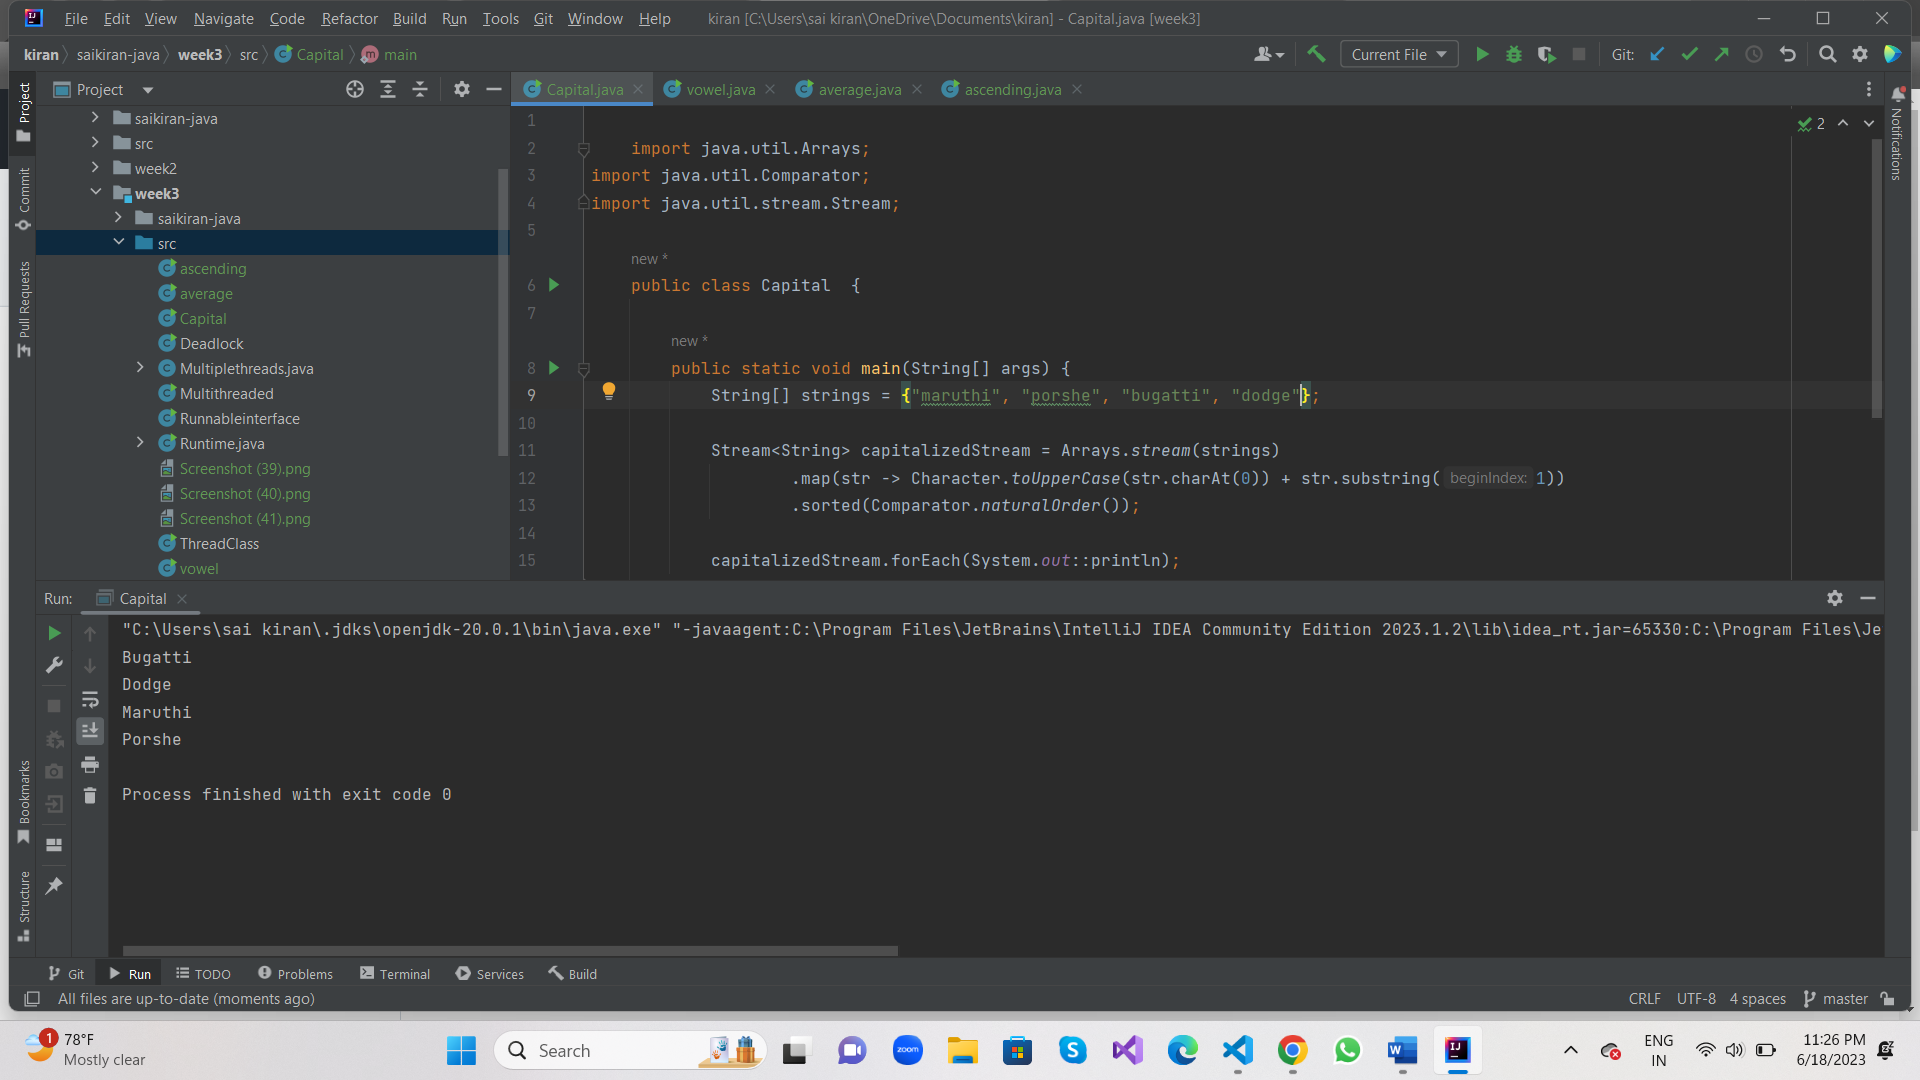 File Edit View Navigate Code Refactor Build Run Tools Git Window Help kiran [C:\Users\sai kiran\OneDrive\Documents\kiran] - Capital.java [week3]
kiran saikiran-java week3 src Capital main Current File Git:
Project
Capital.java vowel.java average.java ascending.java
saikiran-java
src
week2
week3
saikiran-java
src
ascending
average
Capital
Deadlock
Multiplethreads.java
Multithreaded
Runnableinterface
Runtime.java
Screenshot (39).png
Screenshot (40).png
Screenshot (41).png
ThreadClass
vowel
Project
Commit
Pull Requests
Bookmarks
Structure
Notifications
2
1
2 import java.util.Arrays;
3 import java.util.Comparator;
4 import java.util.stream.Stream;
5
new *
6 public class Capital {
7
new *
8 public static void main(String[] args) {
9 String[] strings = {"maruthi", "porshe", "bugatti", "dodge"};
10
11 Stream<String> capitalizedStream = Arrays.stream(strings)
12 .map(str -> Character.toUpperCase(str.charAt(0)) + str.substring( beginIndex: 1))
13 .sorted(Comparator.naturalOrder());
14
15 capitalizedStream.forEach(System.out::println);
Run: Capital
"C:\Users\sai kiran\.jdks\openjdk-20.0.1\bin\java.exe" "-javaagent:C:\Program Files\JetBrains\IntelliJ IDEA Community Edition 2023.1.2\lib\idea_rt.jar=65330:C:\Program Files\Je
Bugatti
Dodge
Maruthi
Porshe
Process finished with exit code 0
Git Run TODO Problems Terminal Services Build
All files are up-to-date (moments ago) CRLF UTF-8 4 spaces master
1 78°F
Mostly clear
Search
zoom
ENG
IN
11:26 PM
6/18/2023